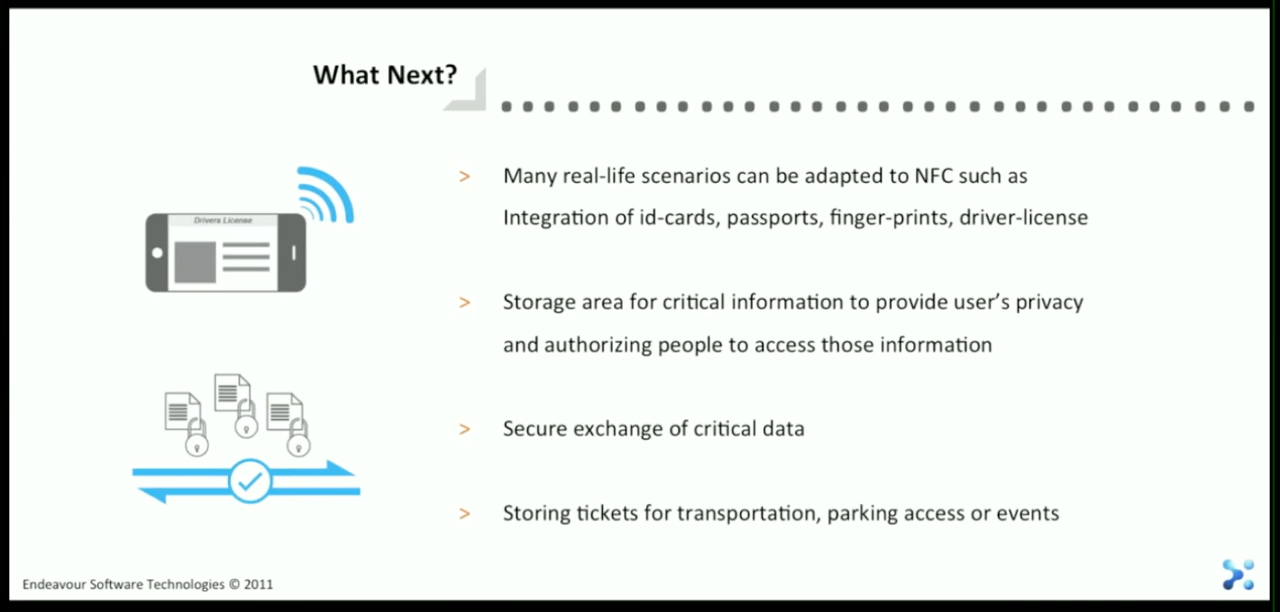 What Next?
Drivers License
> Many real-life scenarios can be adapted to NFC such as
Integration of id-cards, passports, finger-prints, driver-license
> Storage area for critical information to provide user's privacy
and authorizing people to access those information
> Secure exchange of critical data
> Storing tickets for transportation, parking access or events
Endeavour Software Technologies © 2011